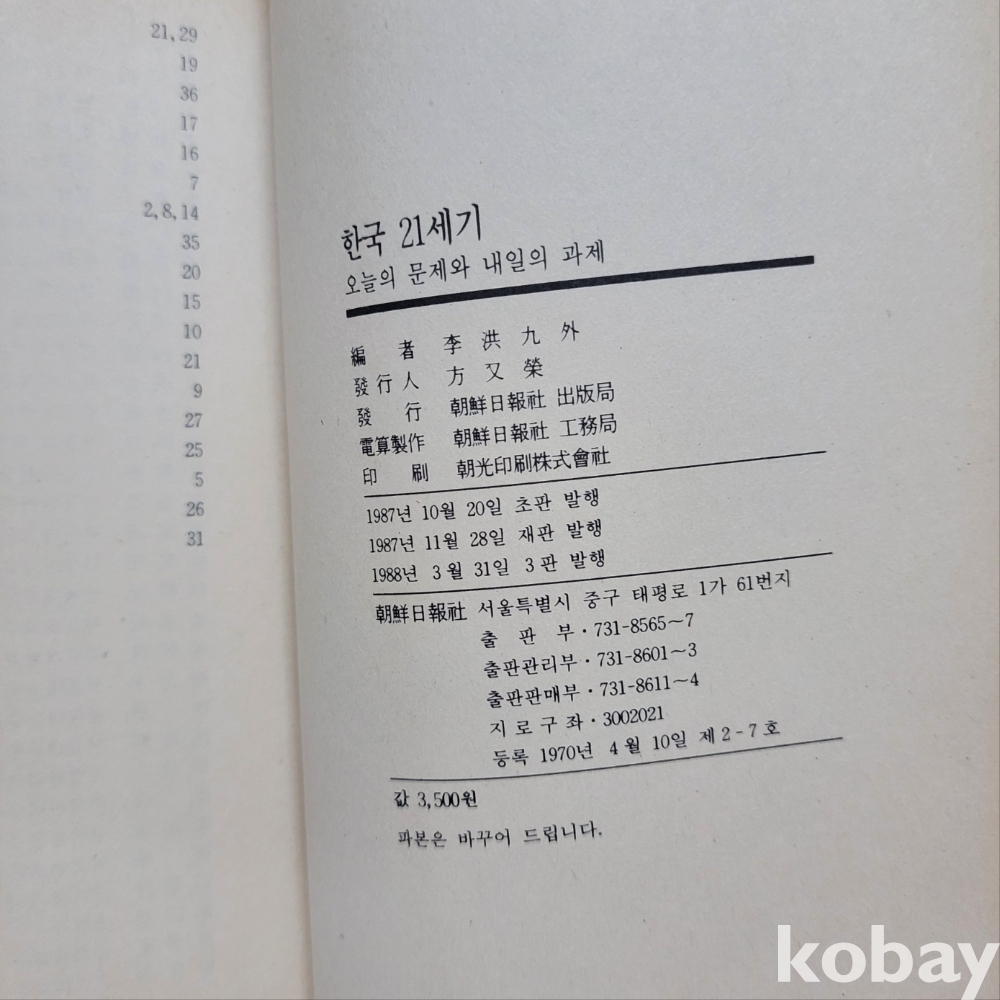 21, 29
19
36
17
16
7
2, 8, 14
35
20
15
10
21
9
27
25
5
26
31
한국 21세기
오늘의 문제와 내일의 과제
編 者 李 洪 九 外
發行人 方 又 榮
發 行 朝鮮日報社 出版局
電算製作 朝鮮日報社 工務局
印 刷 朝光印刷株式會社
1987년 10월 20일 초판 발행
1987년 11월 28일 재판 발행
1988년 3월 31일 3판 발행
朝鮮日報社 서울특별시 중구 태평로 1가 61번지
출 판 부·731-8565~7
출판관리부·731-8601~3
출판판매부·731-8611~4
지로구좌·3002021
등록 1970년 4월 10일 제2-7호
값 3,500원
파본은 바꾸어 드립니다.
kobay